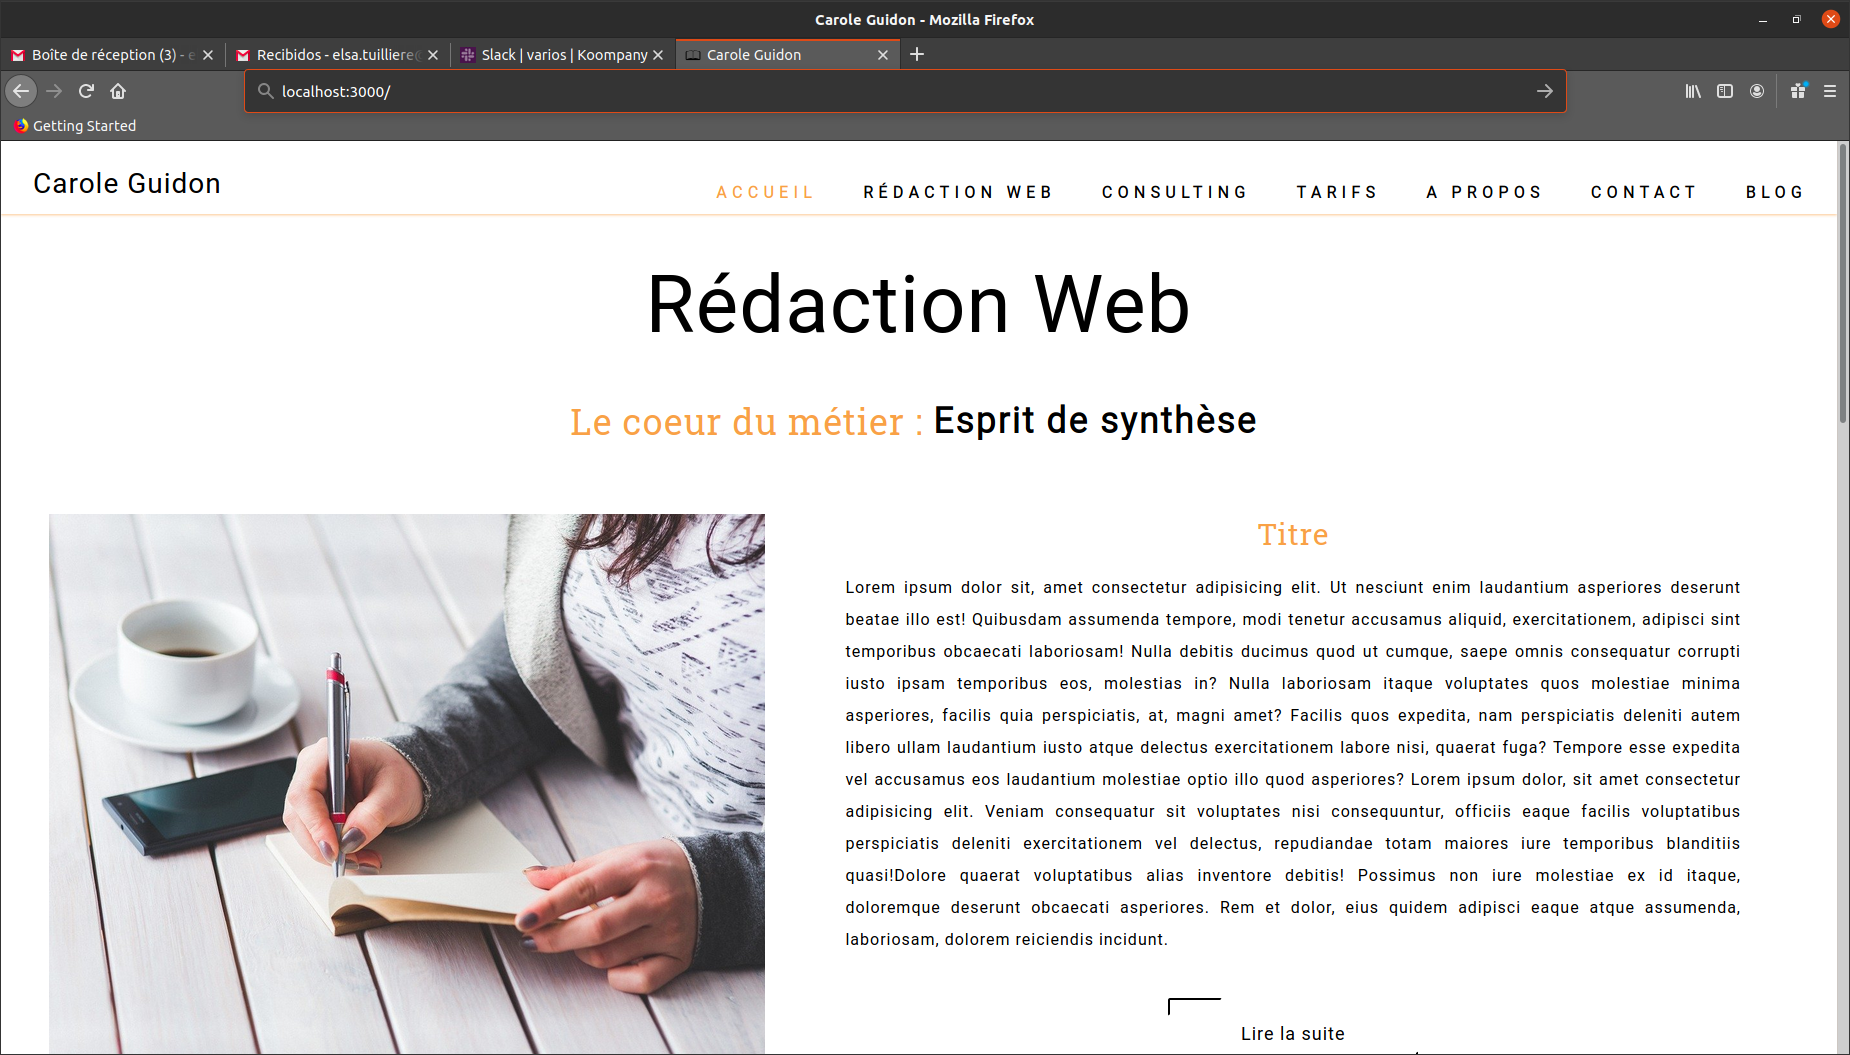 Carole Guidon - Mozilla Firefox
Boîte de réception (3) - e
Recibidos - elsa.tuilliere@
Slack | varios | Koompany
Carole Guidon
localhost:3000/
Getting Started
Carole Guidon
ACCUEIL
RÉDACTION WEB
CONSULTING
TARIFS
A PROPOS
CONTACT
BLOG
Rédaction Web
Le coeur du métier : Esprit de synthèse
Titre
Lorem ipsum dolor sit, amet consectetur adipisicing elit. Ut nesciunt enim laudantium asperiores deserunt
beatae illo est! Quibusdam assumenda tempore, modi tenetur accusamus aliquid, exercitationem, adipisci sint
temporibus obcaecati laboriosam! Nulla debitis ducimus quod ut cumque, saepe omnis consequatur corrupti
iusto ipsam temporibus eos, molestias in? Nulla laboriosam itaque voluptates quos molestiae minima
asperiores, facilis quia perspiciatis, at, magni amet? Facilis quos expedita, nam perspiciatis deleniti autem
libero ullam laudantium iusto atque delectus exercitationem labore nisi, quaerat fuga? Tempore esse expedita
vel accusamus eos laudantium molestiae optio illo quod asperiores? Lorem ipsum dolor, sit amet consectetur
adipisicing elit. Veniam consequatur sit voluptates nisi consequuntur, officiis eaque facilis voluptatibus
perspiciatis deleniti exercitationem vel delectus, repudiandae totam maiores iure temporibus blanditiis
quasi!Dolore quaerat voluptatibus alias inventore debitis! Possimus non iure molestiae ex id itaque,
doloremque deserunt obcaecati asperiores. Rem et dolor, eius quidem adipisci eaque atque assumenda,
laboriosam, dolorem reiciendis incidunt.
Lire la suite